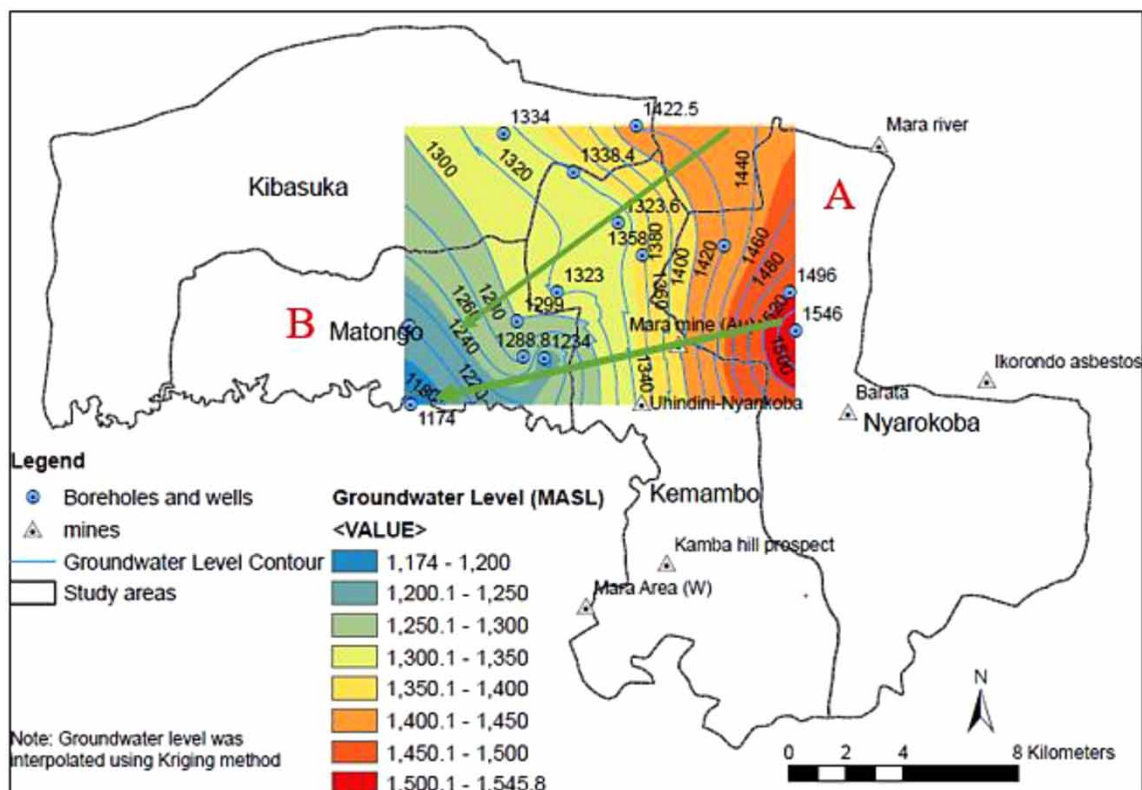 1422.5
1334
Mara river
1338.4
1300
1320
1440
Kibasuka
A
1323.6
1358
1380
1400
1420
1460
1480
1323
1360
1496
1299
1260
B
Matongo
Mara mine (Au)
1520
1546
1240
1288.8
1234
1500
Ikorondo asbestos
1340
1174
Uhindini-Nyankoba
Barata
Nyarokoba
Legend
Boreholes and wells
mines
Groundwater Level Contour
Study areas
Groundwater Level (MASL)
<VALUE>
1,174 - 1,200
1,200.1 - 1,250
1,250.1 - 1,300
1,300.1 - 1,350
1,350.1 - 1,400
1,400.1 - 1,450
1,450.1 - 1,500
1,500.1 - 1,545.8
Kemambo
Kamba hill prospect
Mara Area (W)
Note: Groundwater level was
interpolated using Kriging method
N
0 2 4 8 Kilometers